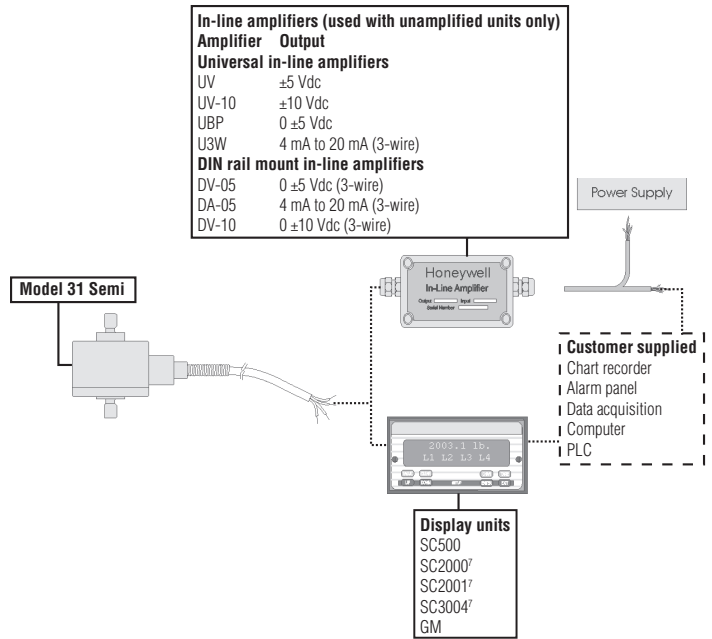 In-line amplifiers (used with unamplified units only)
Amplifier Output
Universal in-line amplifiers
UV ±5 Vdc
UV-10 ±10 Vdc
UBP 0 ±5 Vdc
U3W 4 mA to 20 mA (3-wire)
DIN rail mount in-line amplifiers
DV-05 0 ±5 Vdc (3-wire)
DA-05 4 mA to 20 mA (3-wire)
DV-10 0 ±10 Vdc (3-wire)
Power Supply
Model 31 Semi
Honeywell
In-Line Amplifier
Output Input
Serial Number
Customer supplied
Chart recorder
Alarm panel
Data acquisition
Computer
PLC
2003.1 lb.
L1 L2 L3 L4
UP DOWN SETUP ENTER EXIT
Display units
SC500
SC2000⁷
SC2001⁷
SC3004⁷
GM